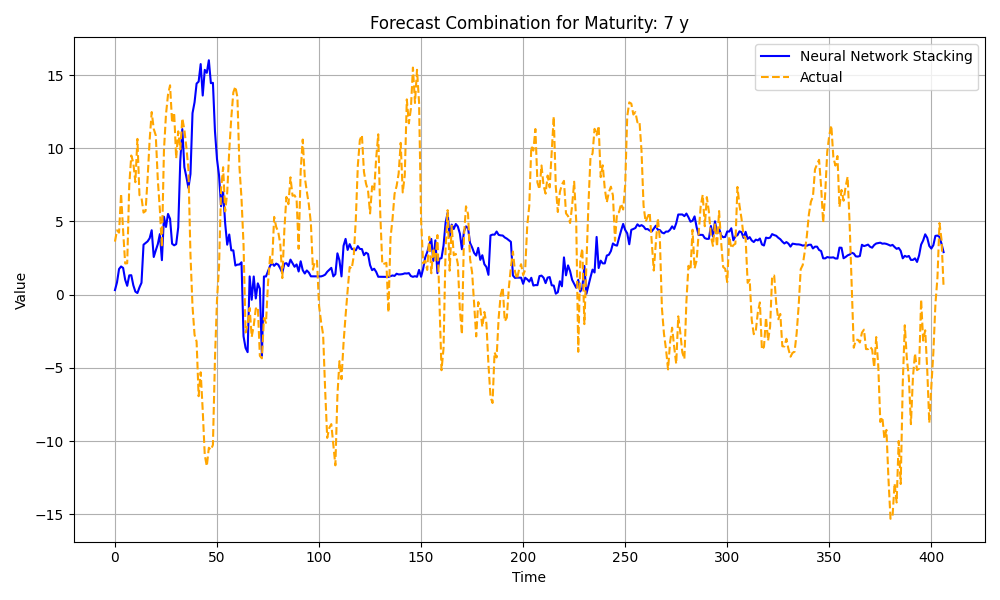 Forecast Combination for Maturity: 7 y
Neural Network Stacking
Actual
Value
15
10
5
0
−5
−10
−15
0 50 100 150 200 250 300 350 400
Time